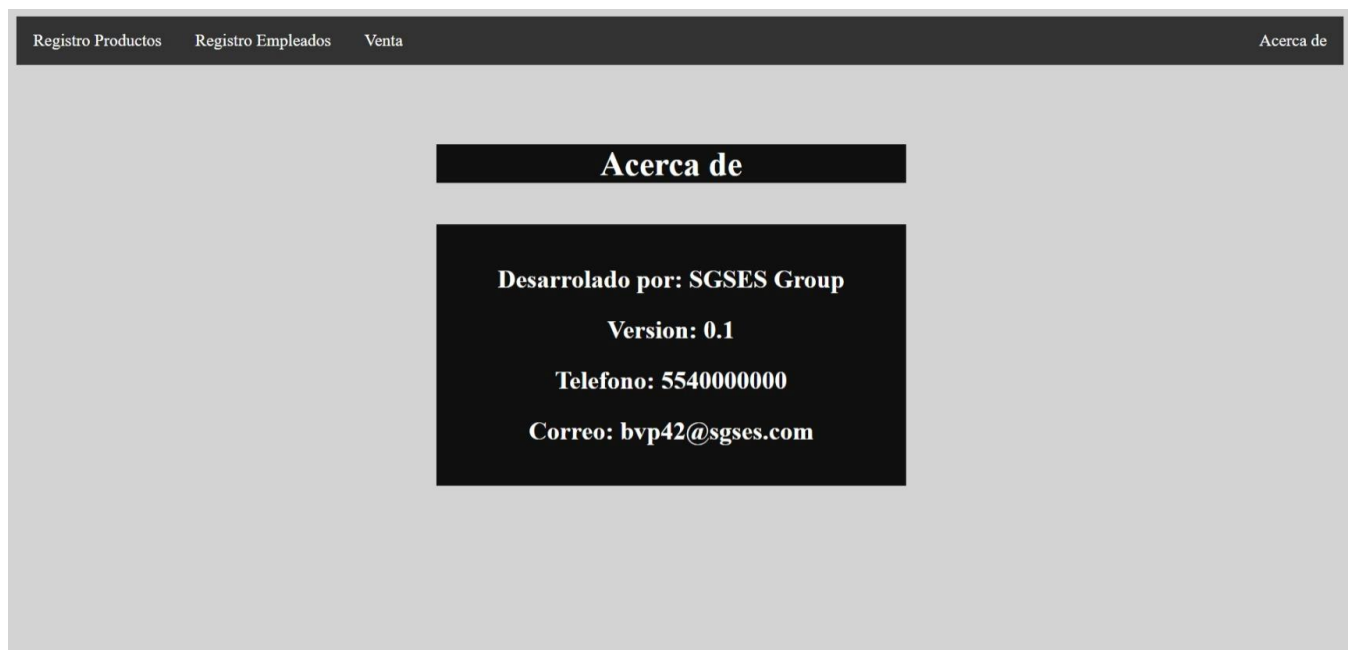 Registro Productos Registro Empleados Venta Acerca de
Acerca de
Desarrolado por: SGSES Group
Version: 0.1
Telefono: 5540000000
Correo: bvp42@sgses.com